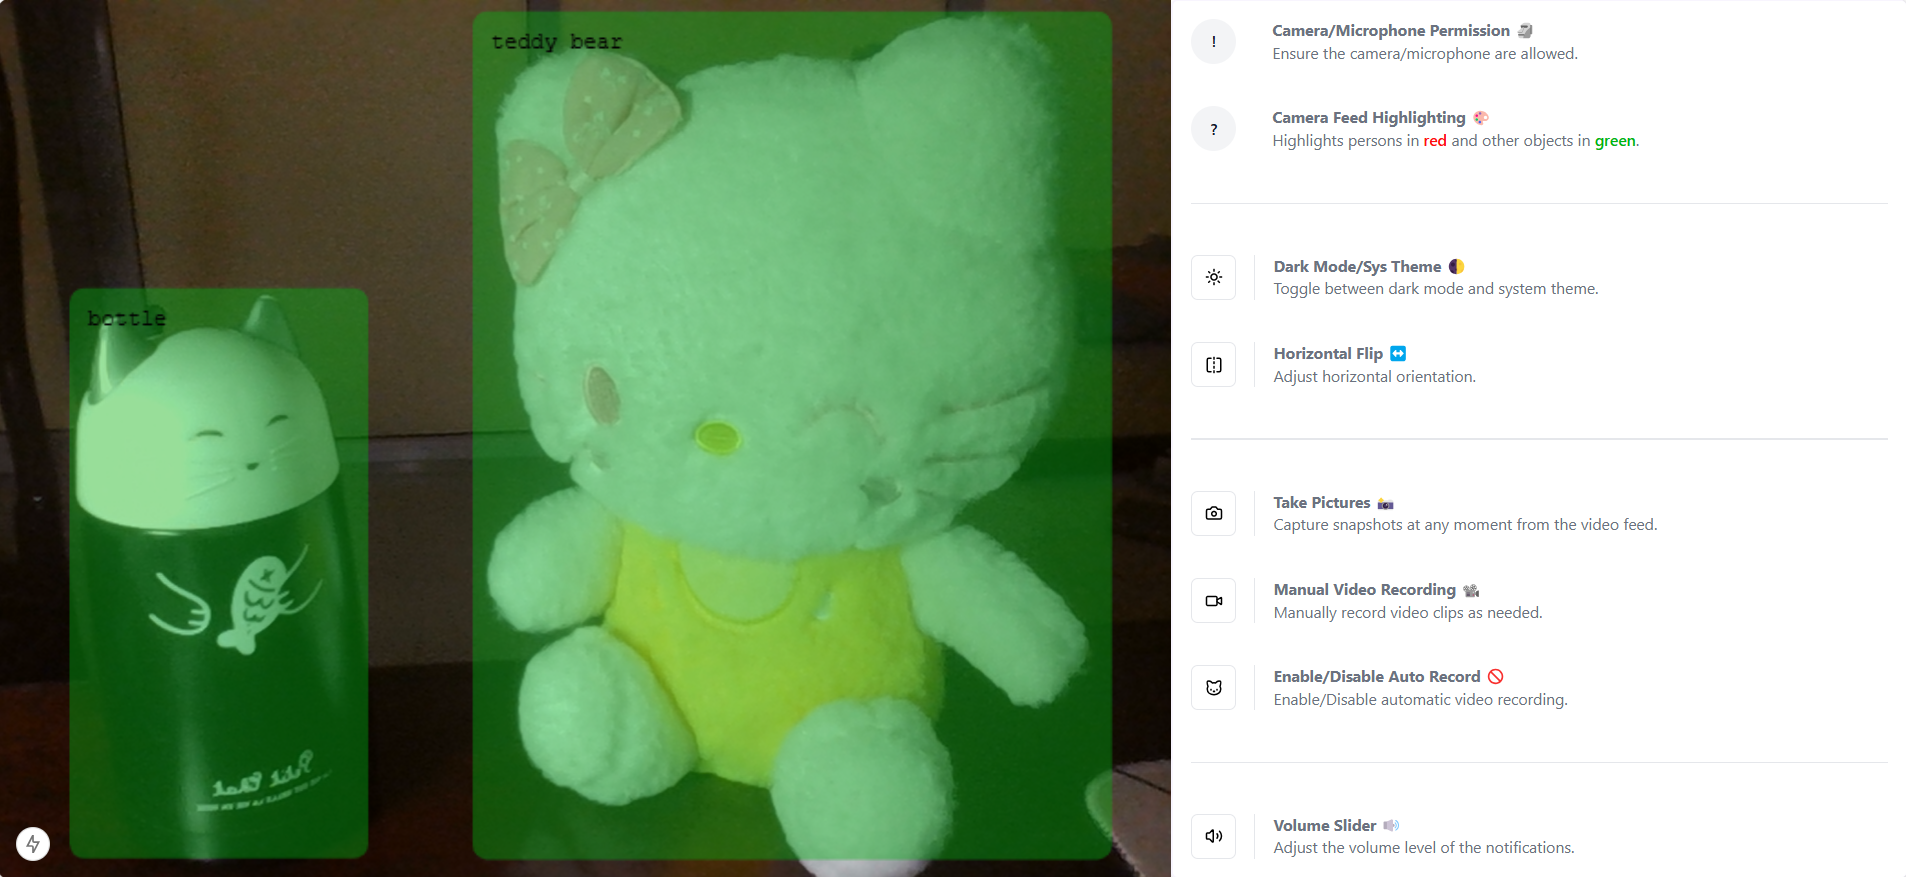 teddy bear
bottle
Camera/Microphone Permission 🗿
Ensure the camera/microphone are allowed.
Camera Feed Highlighting 🎨
Highlights persons in red and other objects in green.
Dark Mode/Sys Theme 🌓
Toggle between dark mode and system theme.
Horizontal Flip ↔️
Adjust horizontal orientation.
Take Pictures 📸
Capture snapshots at any moment from the video feed.
Manual Video Recording 📽️
Manually record video clips as needed.
Enable/Disable Auto Record 🚫
Enable/Disable automatic video recording.
Volume Slider 🔊
Adjust the volume level of the notifications.